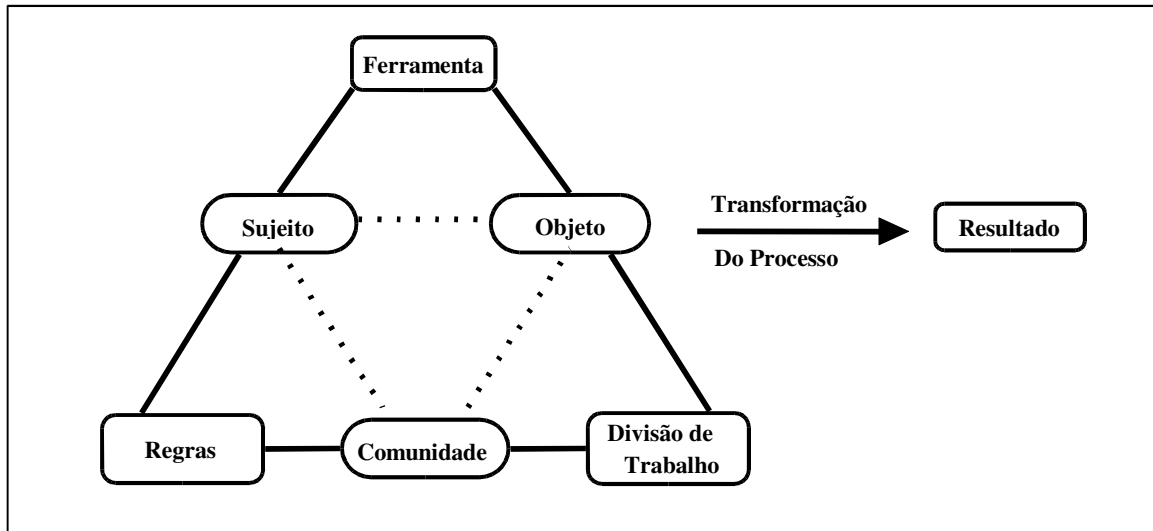 Ferramenta
Sujeito
Objeto
Transformação
Do Processo
Resultado
Regras
Comunidade
Divisão de
Trabalho